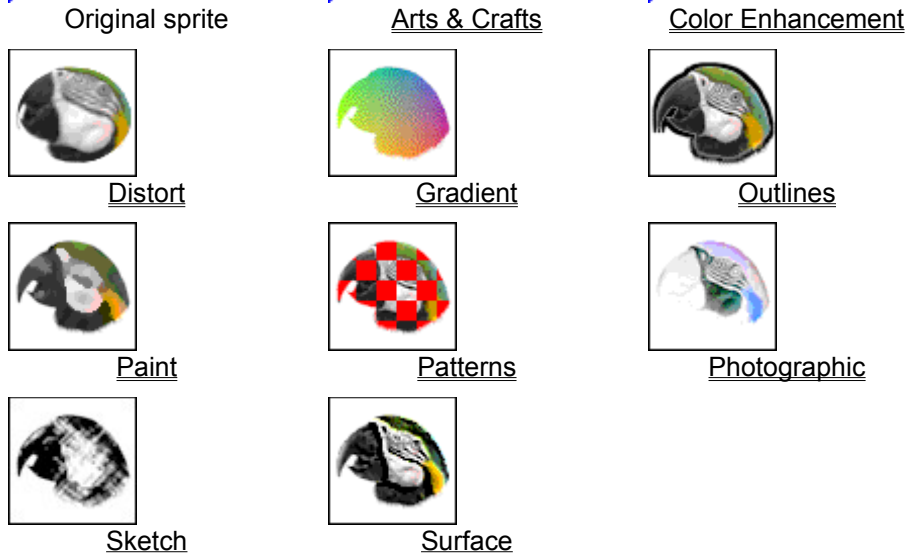 Original sprite Arts & Crafts Color Enhancement
Distort Gradient Outlines
Paint Patterns Photographic
Sketch Surface